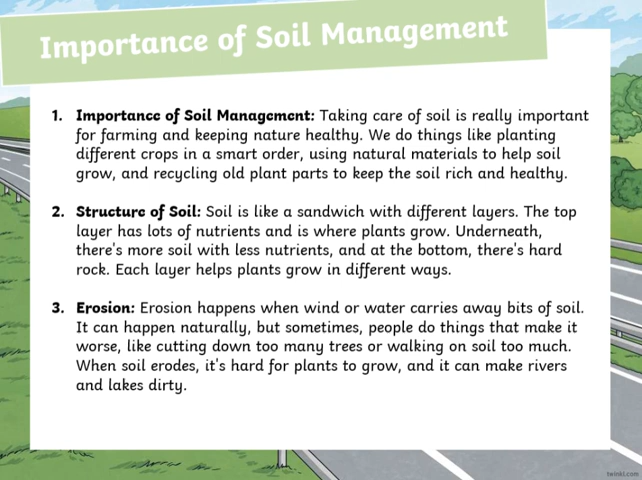 Importance of Soil Management
1. Importance of Soil Management: Taking care of soil is really important
for farming and keeping nature healthy. We do things like planting
different crops in a smart order, using natural materials to help soil
grow, and recycling old plant parts to keep the soil rich and healthy.
2. Structure of Soil: Soil is like a sandwich with different layers. The top
layer has lots of nutrients and is where plants grow. Underneath,
there's more soil with less nutrients, and at the bottom, there's hard
rock. Each layer helps plants grow in different ways.
3. Erosion: Erosion happens when wind or water carries away bits of soil.
It can happen naturally, but sometimes, people do things that make it
worse, like cutting down too many trees or walking on soil too much.
When soil erodes, it's hard for plants to grow, and it can make rivers
and lakes dirty.
twinkl.com